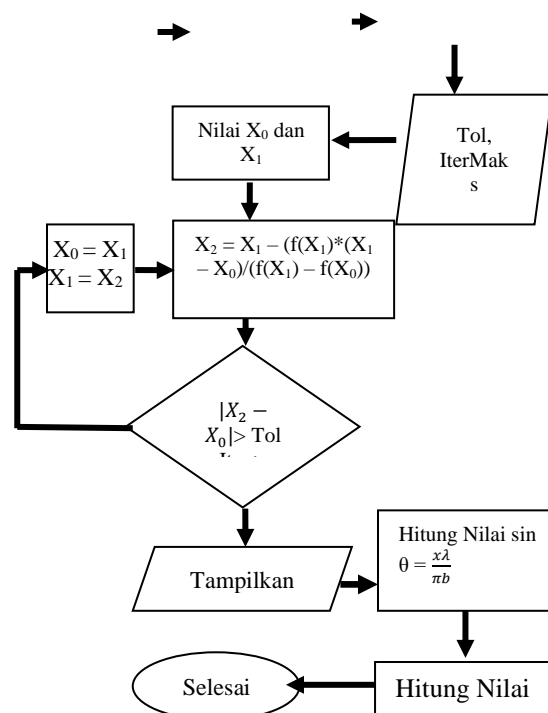 Tol,
IterMak
s
Nilai X₀ dan
X₁
X₂ = X₁ – (f(X₁)*(X₁
– X₀)/(f(X₁) – f(X₀))
X₀ = X₁
X₁ = X₂
|X₂ −
X₀|> Tol
Tampilkan
Hitung Nilai sin
θ = xλ/πb
Hitung Nilai
Selesai